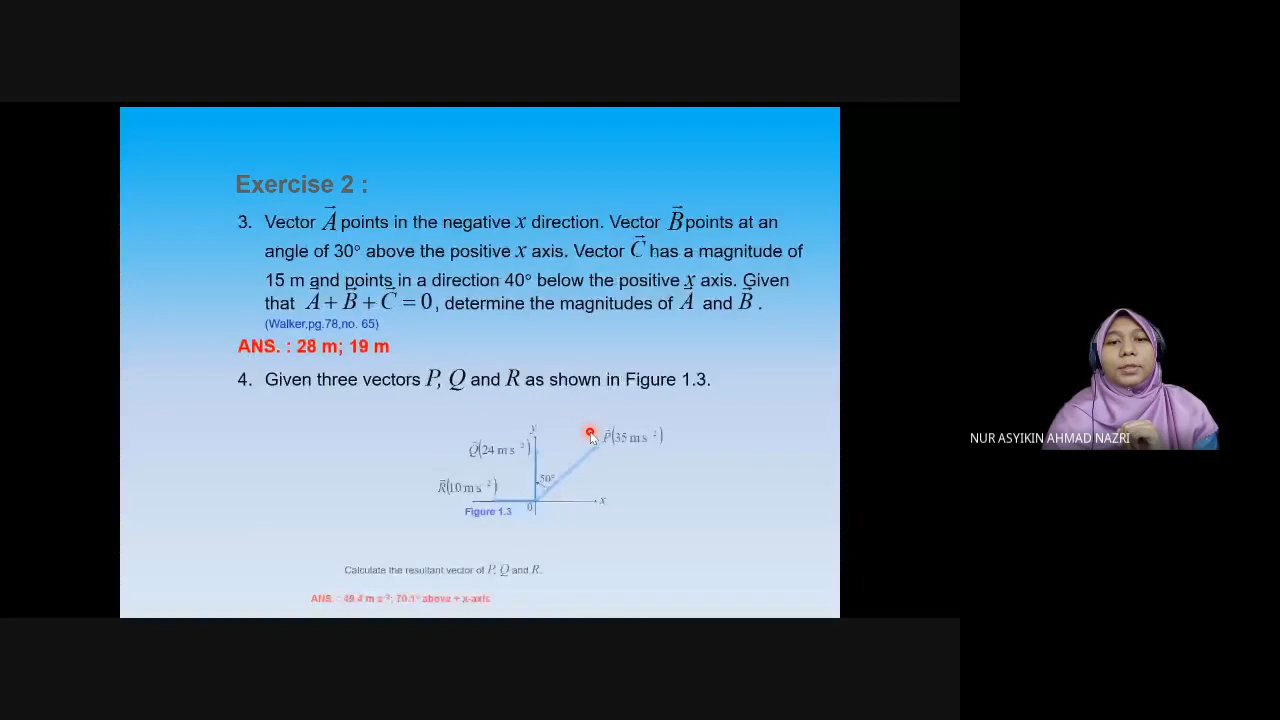 Exercise 2 :
3. Vector A⃗ points in the negative x direction. Vector B⃗ points at an
angle of 30° above the positive x axis. Vector C⃗ has a magnitude of
15 m and points in a direction 40° below the positive x axis. Given
that A⃗ + B⃗ + C⃗ = 0, determine the magnitudes of A⃗ and B⃗ .
(Walker,pg.78,no. 65)
ANS. : 28 m; 19 m
4. Given three vectors P, Q and R as shown in Figure 1.3.
y
P⃗(35 m s⁻²)
Q⃗(24 m s⁻²)
50°
R⃗(10 m s⁻²)
x
0
Figure 1.3
Calculate the resultant vector of P, Q and R.
ANS. : 49.4 m s⁻²; 70.1° above + x-axis
NUR ASYIKIN AHMAD NAZRI